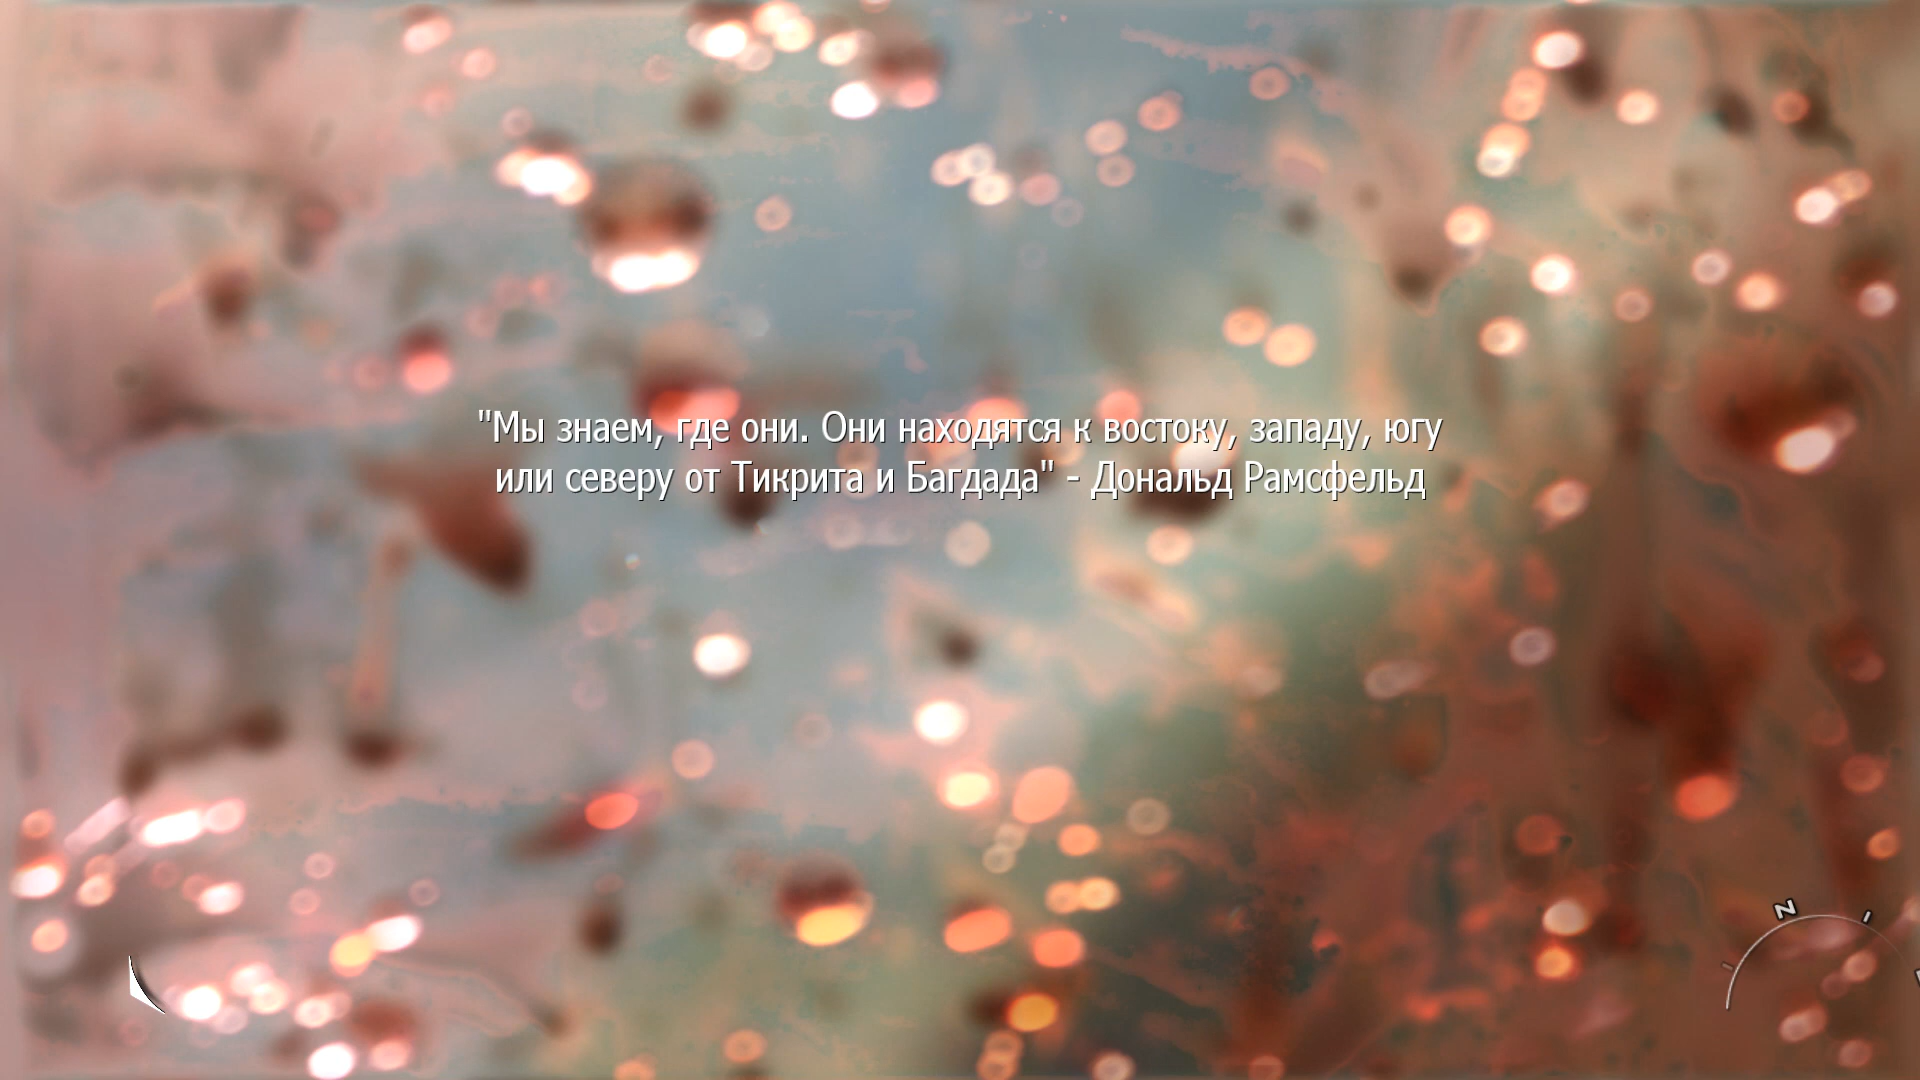 "Мы знаем, где они. Они находятся к востоку, западу, югу
или северу от Тикрита и Багдада" - Дональд Рамсфельд
N